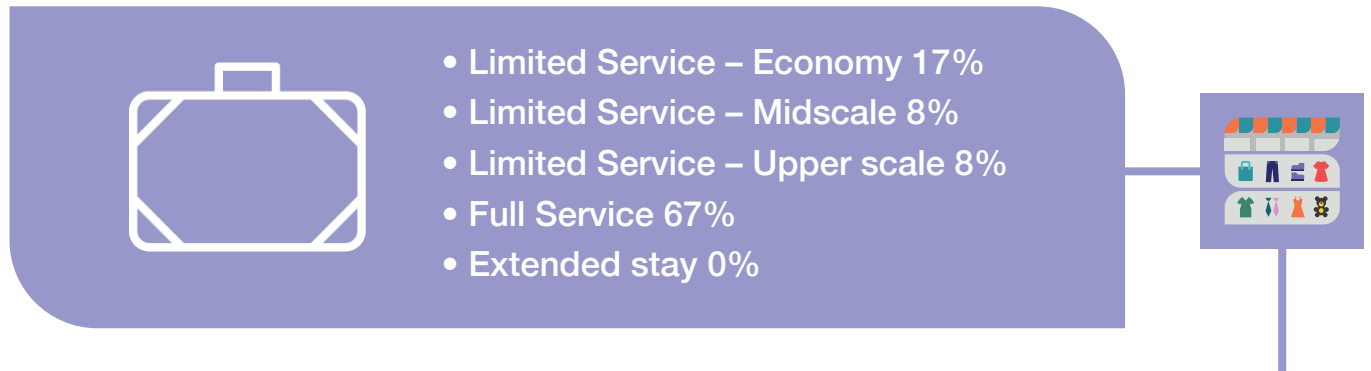 • Limited Service – Economy 17%
• Limited Service – Midscale 8%
• Limited Service – Upper scale 8%
• Full Service 67%
• Extended stay 0%